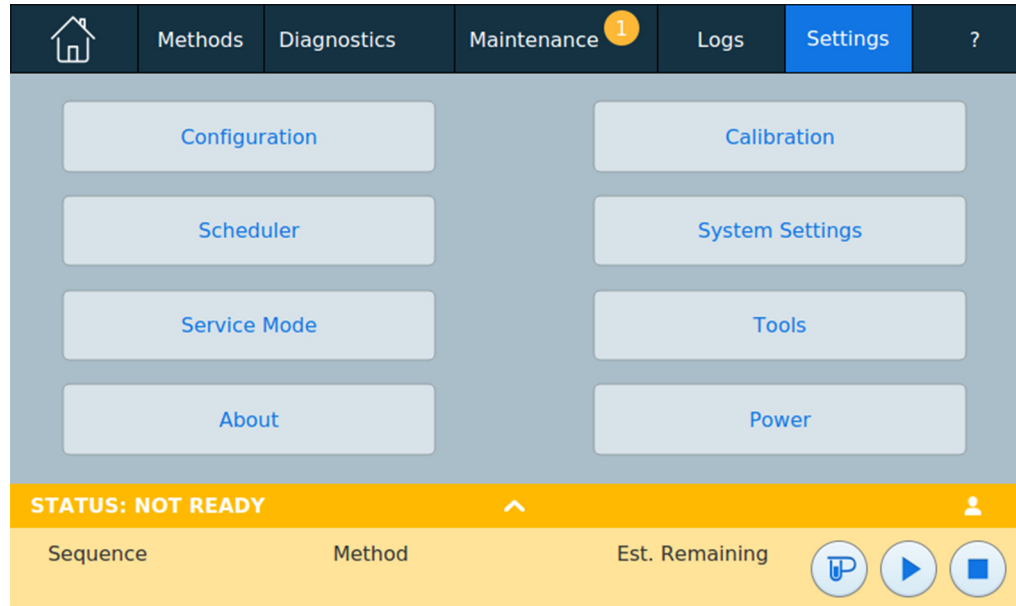 Methods Diagnostics Maintenance 1 Logs Settings ?
Configuration Calibration
Scheduler System Settings
Service Mode Tools
About Power
STATUS: NOT READY
Sequence Method Est. Remaining